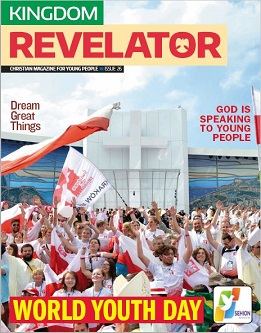 KINGDOM
REVELATOR
CHRISTIAN MAGAZINE FOR YOUNG PEOPLE ISSUE 26
Dream
Great
Things
GOD IS
SPEAKING TO
YOUNG
PEOPLE
WORLD YOUTH DAY
SEHION